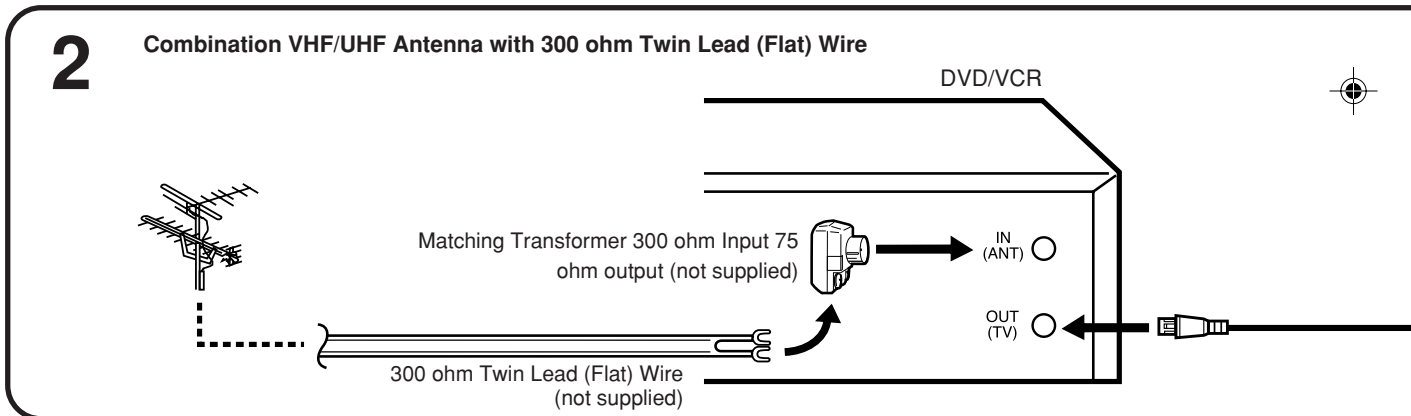 2
Combination VHF/UHF Antenna with 300 ohm Twin Lead (Flat) Wire
DVD/VCR
Matching Transformer 300 ohm Input 75
ohm output (not supplied)
IN
(ANT)
OUT
(TV)
300 ohm Twin Lead (Flat) Wire
(not supplied)